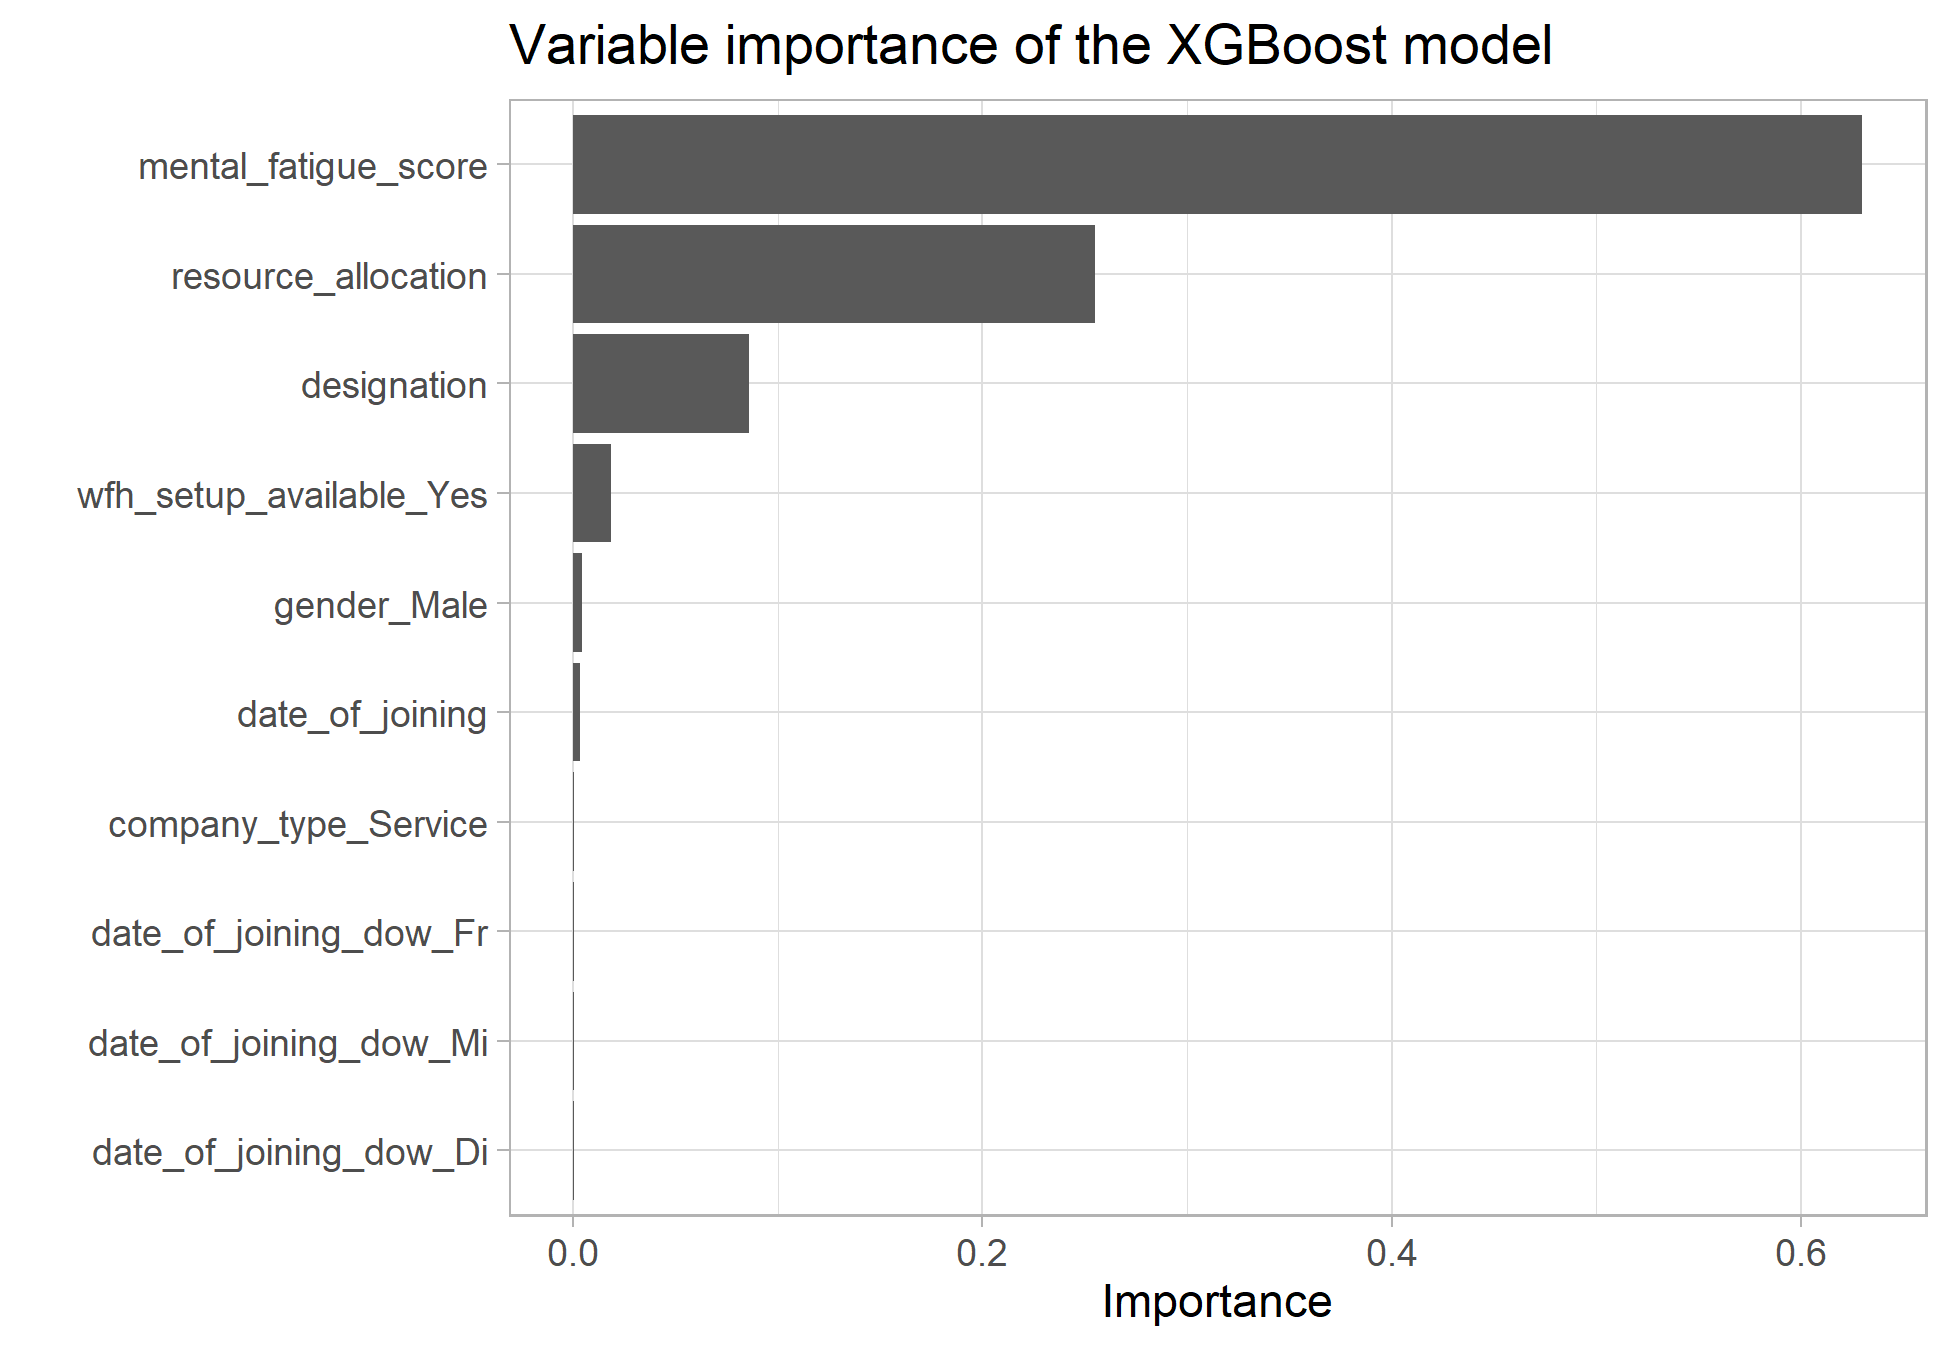 Variable importance of the XGBoost model
mental_fatigue_score
resource_allocation
designation
wfh_setup_available_Yes
gender_Male
date_of_joining
company_type_Service
date_of_joining_dow_Fr
date_of_joining_dow_Mi
date_of_joining_dow_Di
0.0 0.2 0.4 0.6
Importance